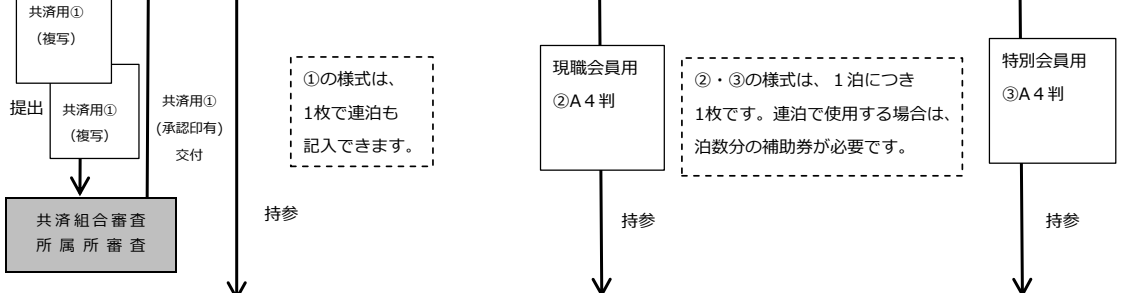 共済用①
（複写）
提出
共済用①
（複写）
共済用①
(承認印有)
交付
共済組合審査
所属所審査
①の様式は、
1枚で連泊も
記入できます。
持参
現職会員用
②A４判
②・③の様式は、１泊につき
1枚です。連泊で使用する場合は、
泊数分の補助券が必要です。
持参
特別会員用
③A４判
持参